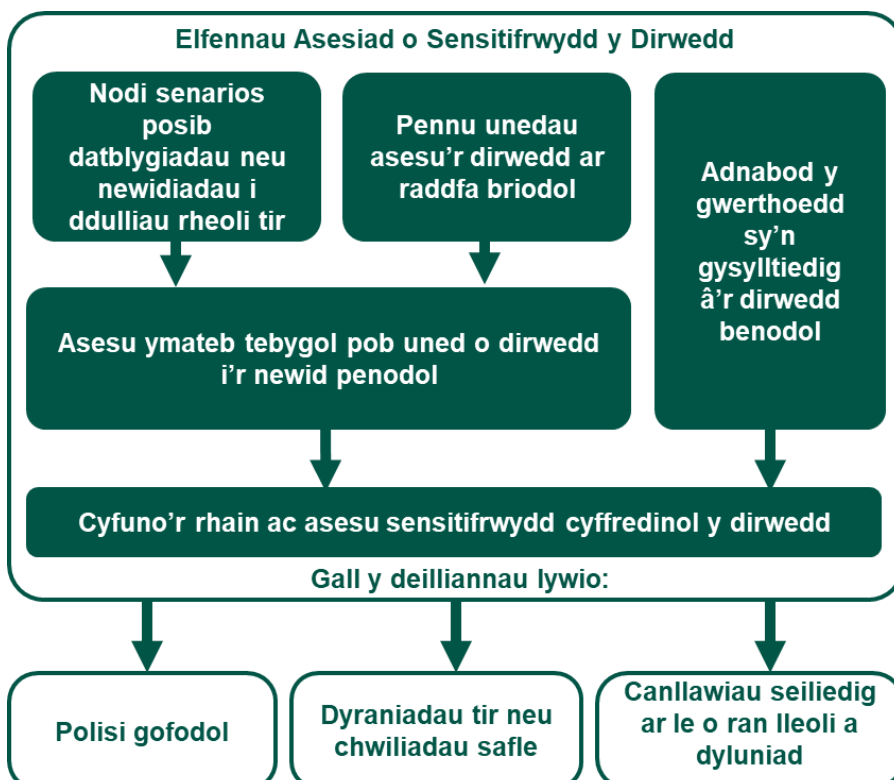 Elfennau Asesiad o Sensitifrwydd y Dirwedd
Nodi senarios
posib
datblygiadau neu
newidiadau i
ddulliau rheoli tir
Pennu unedau
asesu’r dirwedd ar
raddfa briodol
Adnabod y
gwerthoedd
sy’n
gysylltiedig
â’r dirwedd
benodol
Asesu ymateb tebygol pob uned o dirwedd
i’r newid penodol
Cyfuno’r rhain ac asesu sensitifrwydd cyffredinol y dirwedd
Gall y deilliannau lywio:
Polisi gofodol
Dyraniadau tir neu
chwiliadau safle
Canllawiau seiliedig
ar le o ran lleoli a
dyluniad